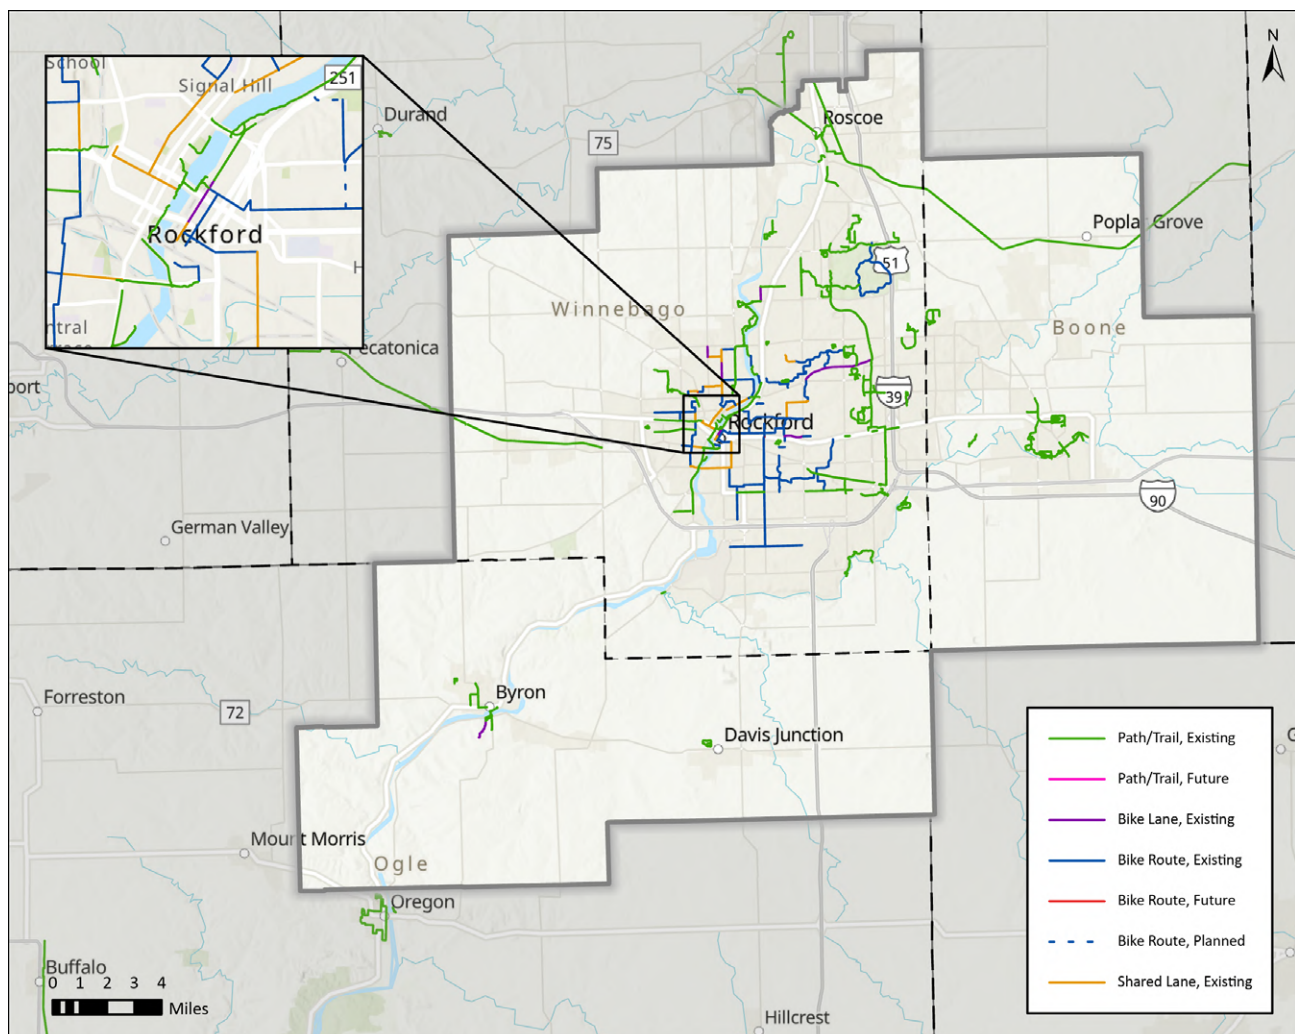 School
Signal Hill
251
Rockford
H
ntral
N
Durand
75
Roscoe
Poplar Grove
51
Winnebago
Boone
Pecatonica
port
39
Rockford
90
German Valley
Byron
Forreston
72
Davis Junction
Mount Morris
Ogle
Oregon
Buffalo
0 1 2 3 4
Miles
Hillcrest
G
Path/Trail, Existing
Path/Trail, Future
Bike Lane, Existing
Bike Route, Existing
Bike Route, Future
Bike Route, Planned
Shared Lane, Existing